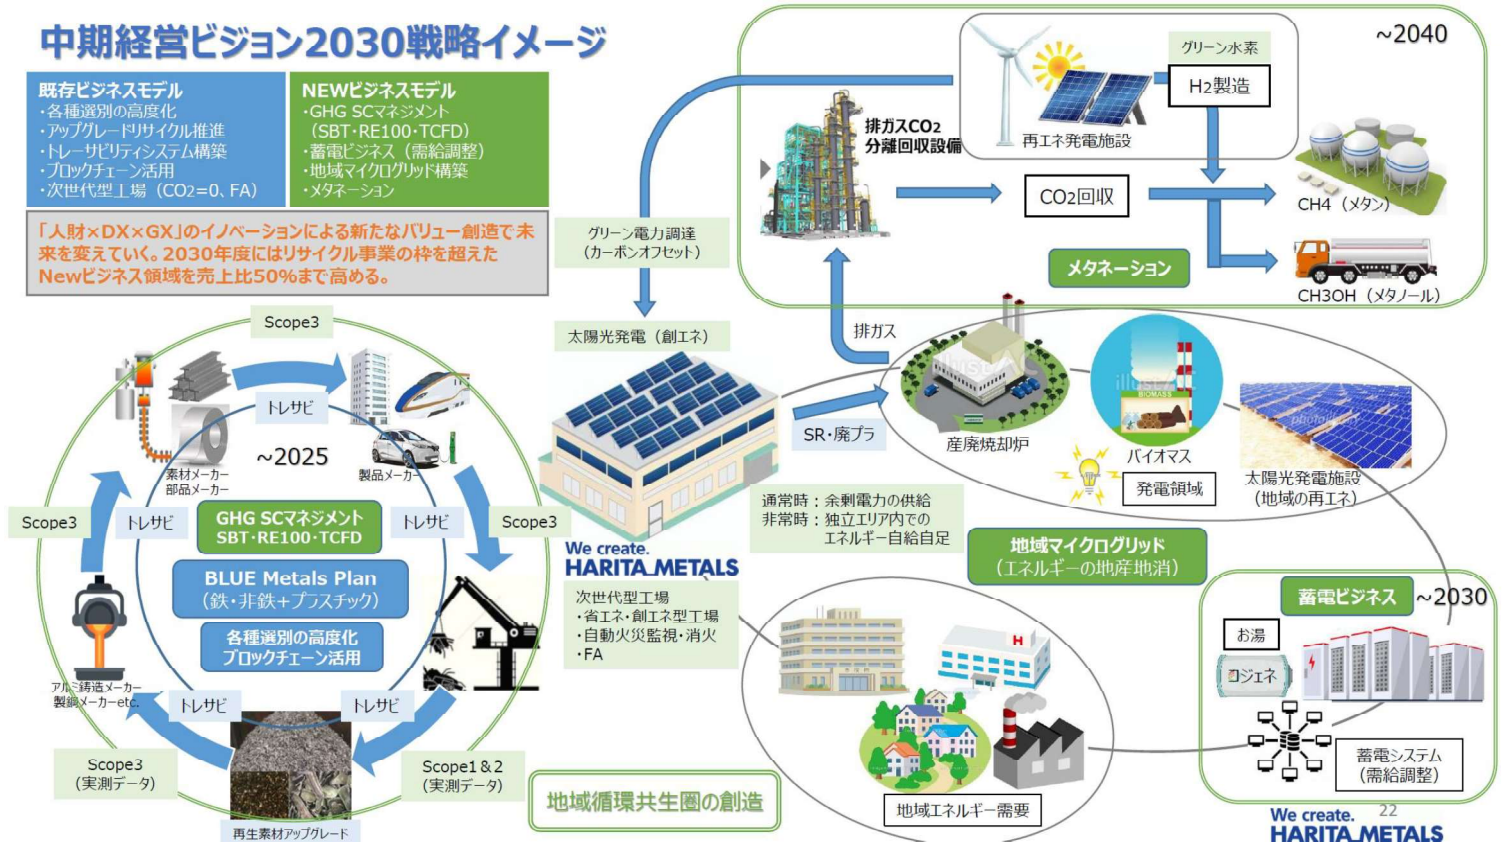 中期経営ビジョン2030戦略イメージ
既存ビジネスモデル
・各種選別の高度化
・アップグレードリサイクル推進
・トレーサビリティシステム構築
・ブロックチェーン活用
・次世代型工場（CO2=0、FA）
NEWビジネスモデル
・GHG SCマネジメント
（SBT・RE100・TCFD）
・蓄電ビジネス（需給調整）
・地域マイクログリッド構築
・メタネーション
「人財×DX×GX」のイノベーションによる新たなバリュー創造で未
来を変えていく。2030年度にはリサイクル事業の枠を超えた
Newビジネス領域を売上比50%まで高める。
~2040
グリーン水素
H2製造
再エネ発電施設
排ガスCO2
分離回収設備
CO2回収
CH4（メタン）
メタネーション
CH3OH（メタノール）
グリーン電力調達
（カーボンオフセット）
排ガス
太陽光発電（創エネ）
SR・廃プラ
産廃焼却炉
BIOMASS
バイオマス
発電領域
太陽光発電施設
（地域の再エネ）
通常時：余剰電力の供給
非常時：独立エリア内での
エネルギー自給自足
地域マイクログリッド
（エネルギーの地産地消）
We create.
HARITA METALS
次世代型工場
・省エネ・創エネ型工場
・自動火災監視・消火
・FA
H
地域エネルギー需要
蓄電ビジネス
~2030
お湯
コジェネ
蓄電システム
（需給調整）
Scope3
トレサビ
~2025
素材メーカー
部品メーカー
製品メーカー
Scope3
トレサビ
GHG SCマネジメント
SBT・RE100・TCFD
トレサビ
Scope3
BLUE Metals Plan
（鉄・非鉄＋プラスチック）
各種選別の高度化
ブロックチェーン活用
アルミ鋳造メーカー
製鋼メーカーetc.
トレサビ
トレサビ
Scope3
（実測データ）
Scope1＆2
（実測データ）
再生素材アップグレード
地域循環共生圏の創造
We create.
HARITA METALS
22